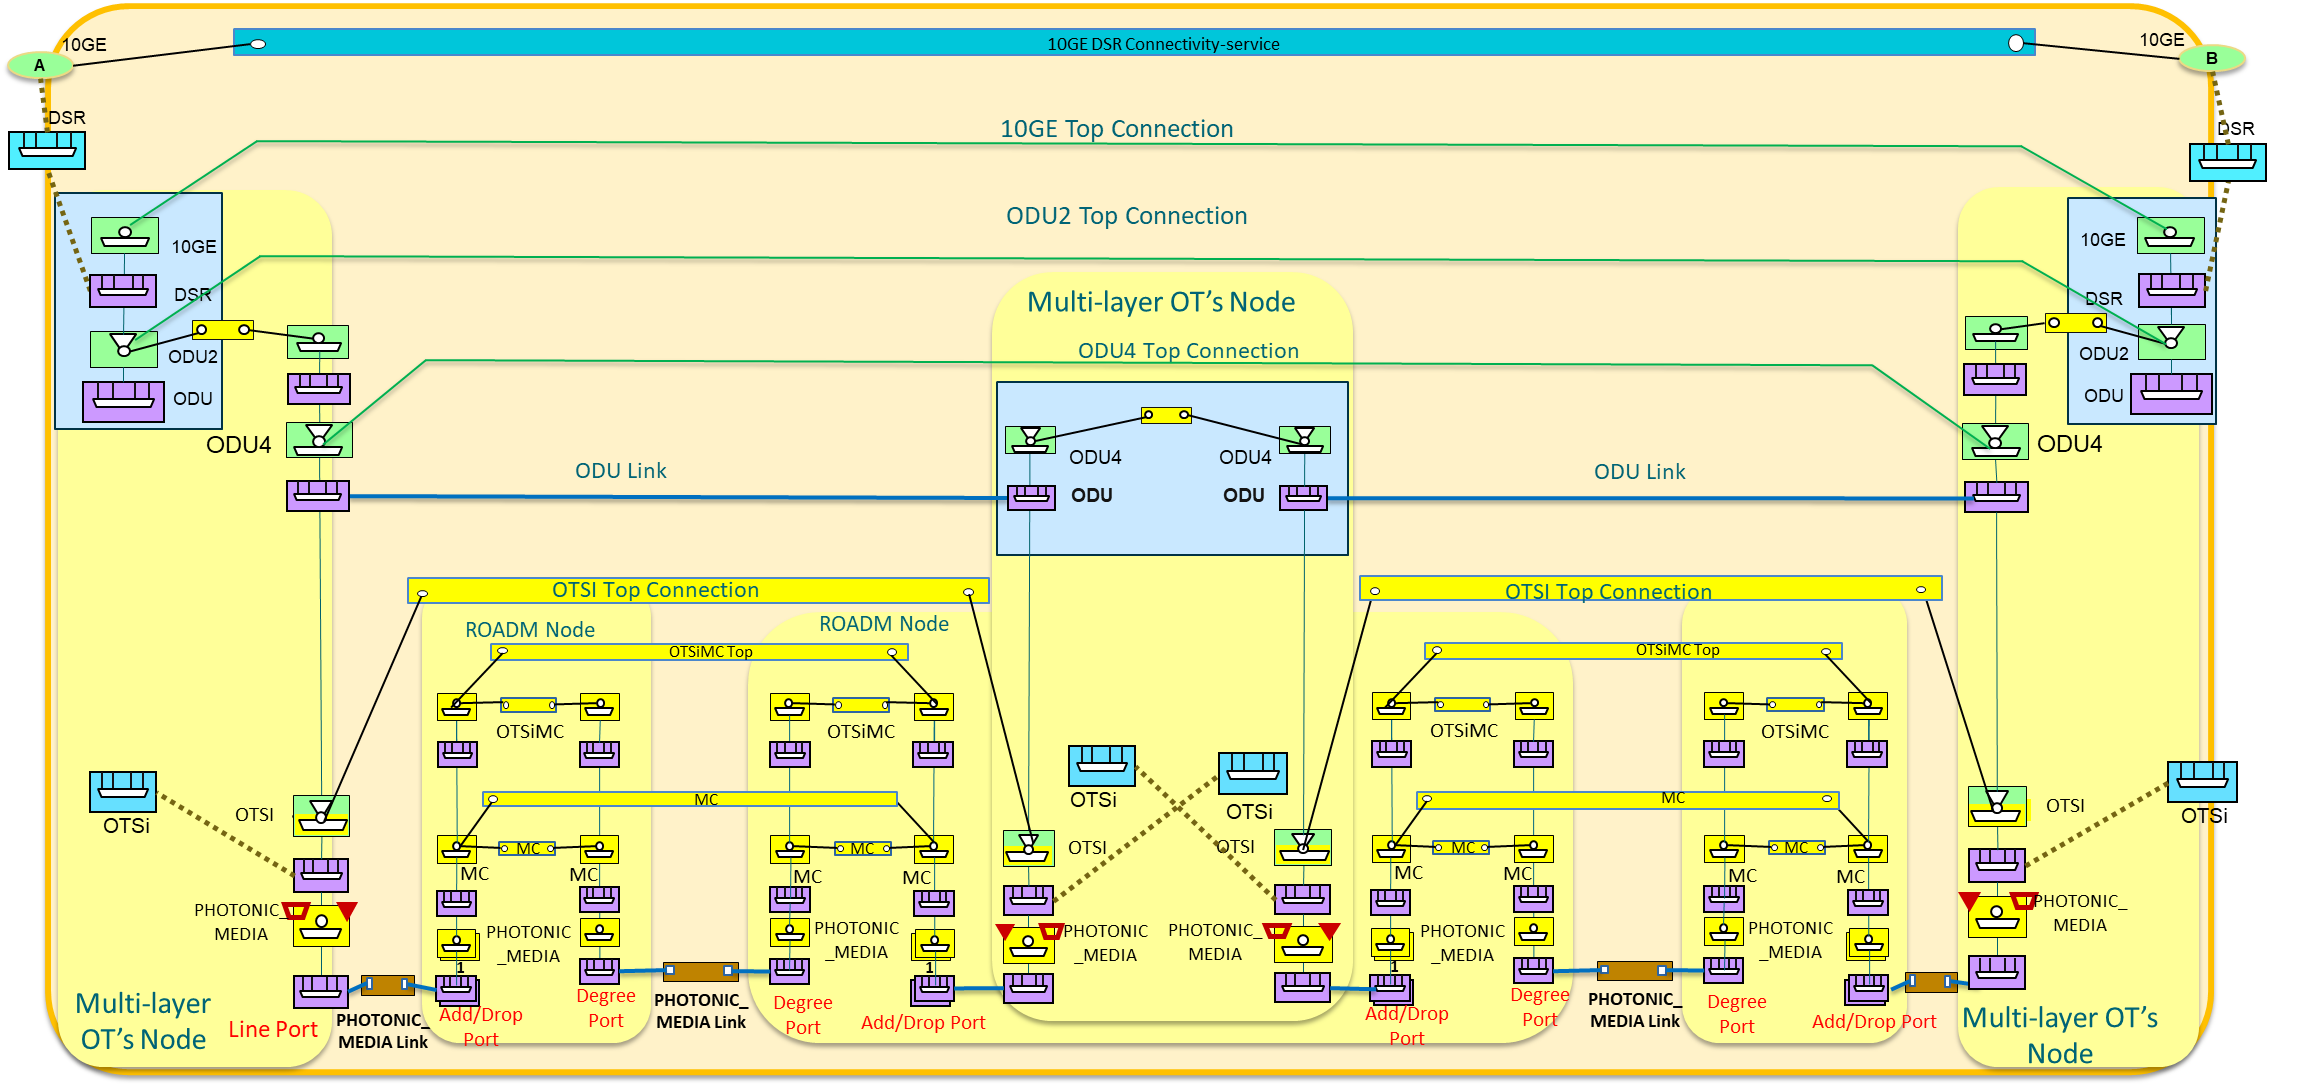 10GE
10GE DSR Connectivity-service
10GE
A
B
DSR
DSR
10GE Top Connection
ODU2 Top Connection
10GE
DSR
ODU2
ODU
10GE
DSR
ODU2
ODU
Multi-layer OT's Node
ODU4 Top Connection
ODU4
ODU4
ODU4
ODU4
ODU Link
ODU Link
ODU
ODU
OTSI Top Connection
OTSI Top Connection
ROADM Node
ROADM Node
OTSiMC Top
OTSiMC Top
OTSiMC
OTSiMC
OTSiMC
OTSiMC
MC
MC
OTSi
OTSi
OTSi
OTSi
OTSI
OTSI
OTSI
OTSI
MC
MC
MC
MC
MC
MC
MC
MC
MC
MC
MC
MC
PHOTONIC_
MEDIA
PHOTONIC
_MEDIA
PHOTONIC
_MEDIA
PHOTONIC
_MEDIA
PHOTONIC_
MEDIA
PHOTONIC
_MEDIA
PHOTONIC
_MEDIA
PHOTONIC_
MEDIA
1
1
1
Multi-layer
OT's Node
Line Port
PHOTONIC_
MEDIA Link
Add/Drop
Port
Degree
Port
PHOTONIC_
MEDIA Link
Degree
Port
Add/Drop Port
Add/Drop
Port
Degree
Port
PHOTONIC_
MEDIA Link
Degree
Port
Add/Drop Port
Multi-layer OT's
Node